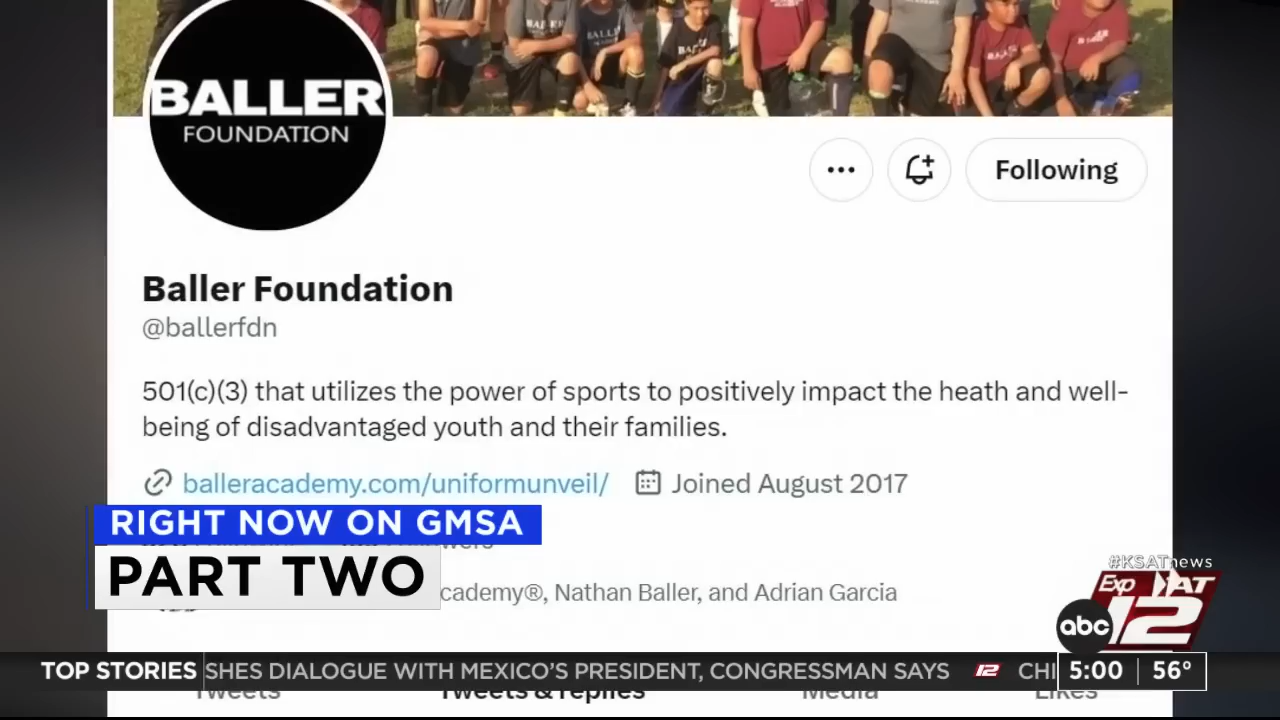 BALLER
FOUNDATION
Following
Baller Foundation
@ballerfdn
501(c)(3) that utilizes the power of sports to positively impact the heath and well-
being of disadvantaged youth and their families.
balleracademy.com/uniformunveil/ Joined August 2017
RIGHT NOW ON GMSA
PART TWO
cademy®, Nathan Baller, and Adrian Garcia
#KSATnews
abc 12
TOP STORIES SHES DIALOGUE WITH MEXICO'S PRESIDENT, CONGRESSMAN SAYS 12 CHI 5:00 56°
Tweets Tweets & replies Media Likes